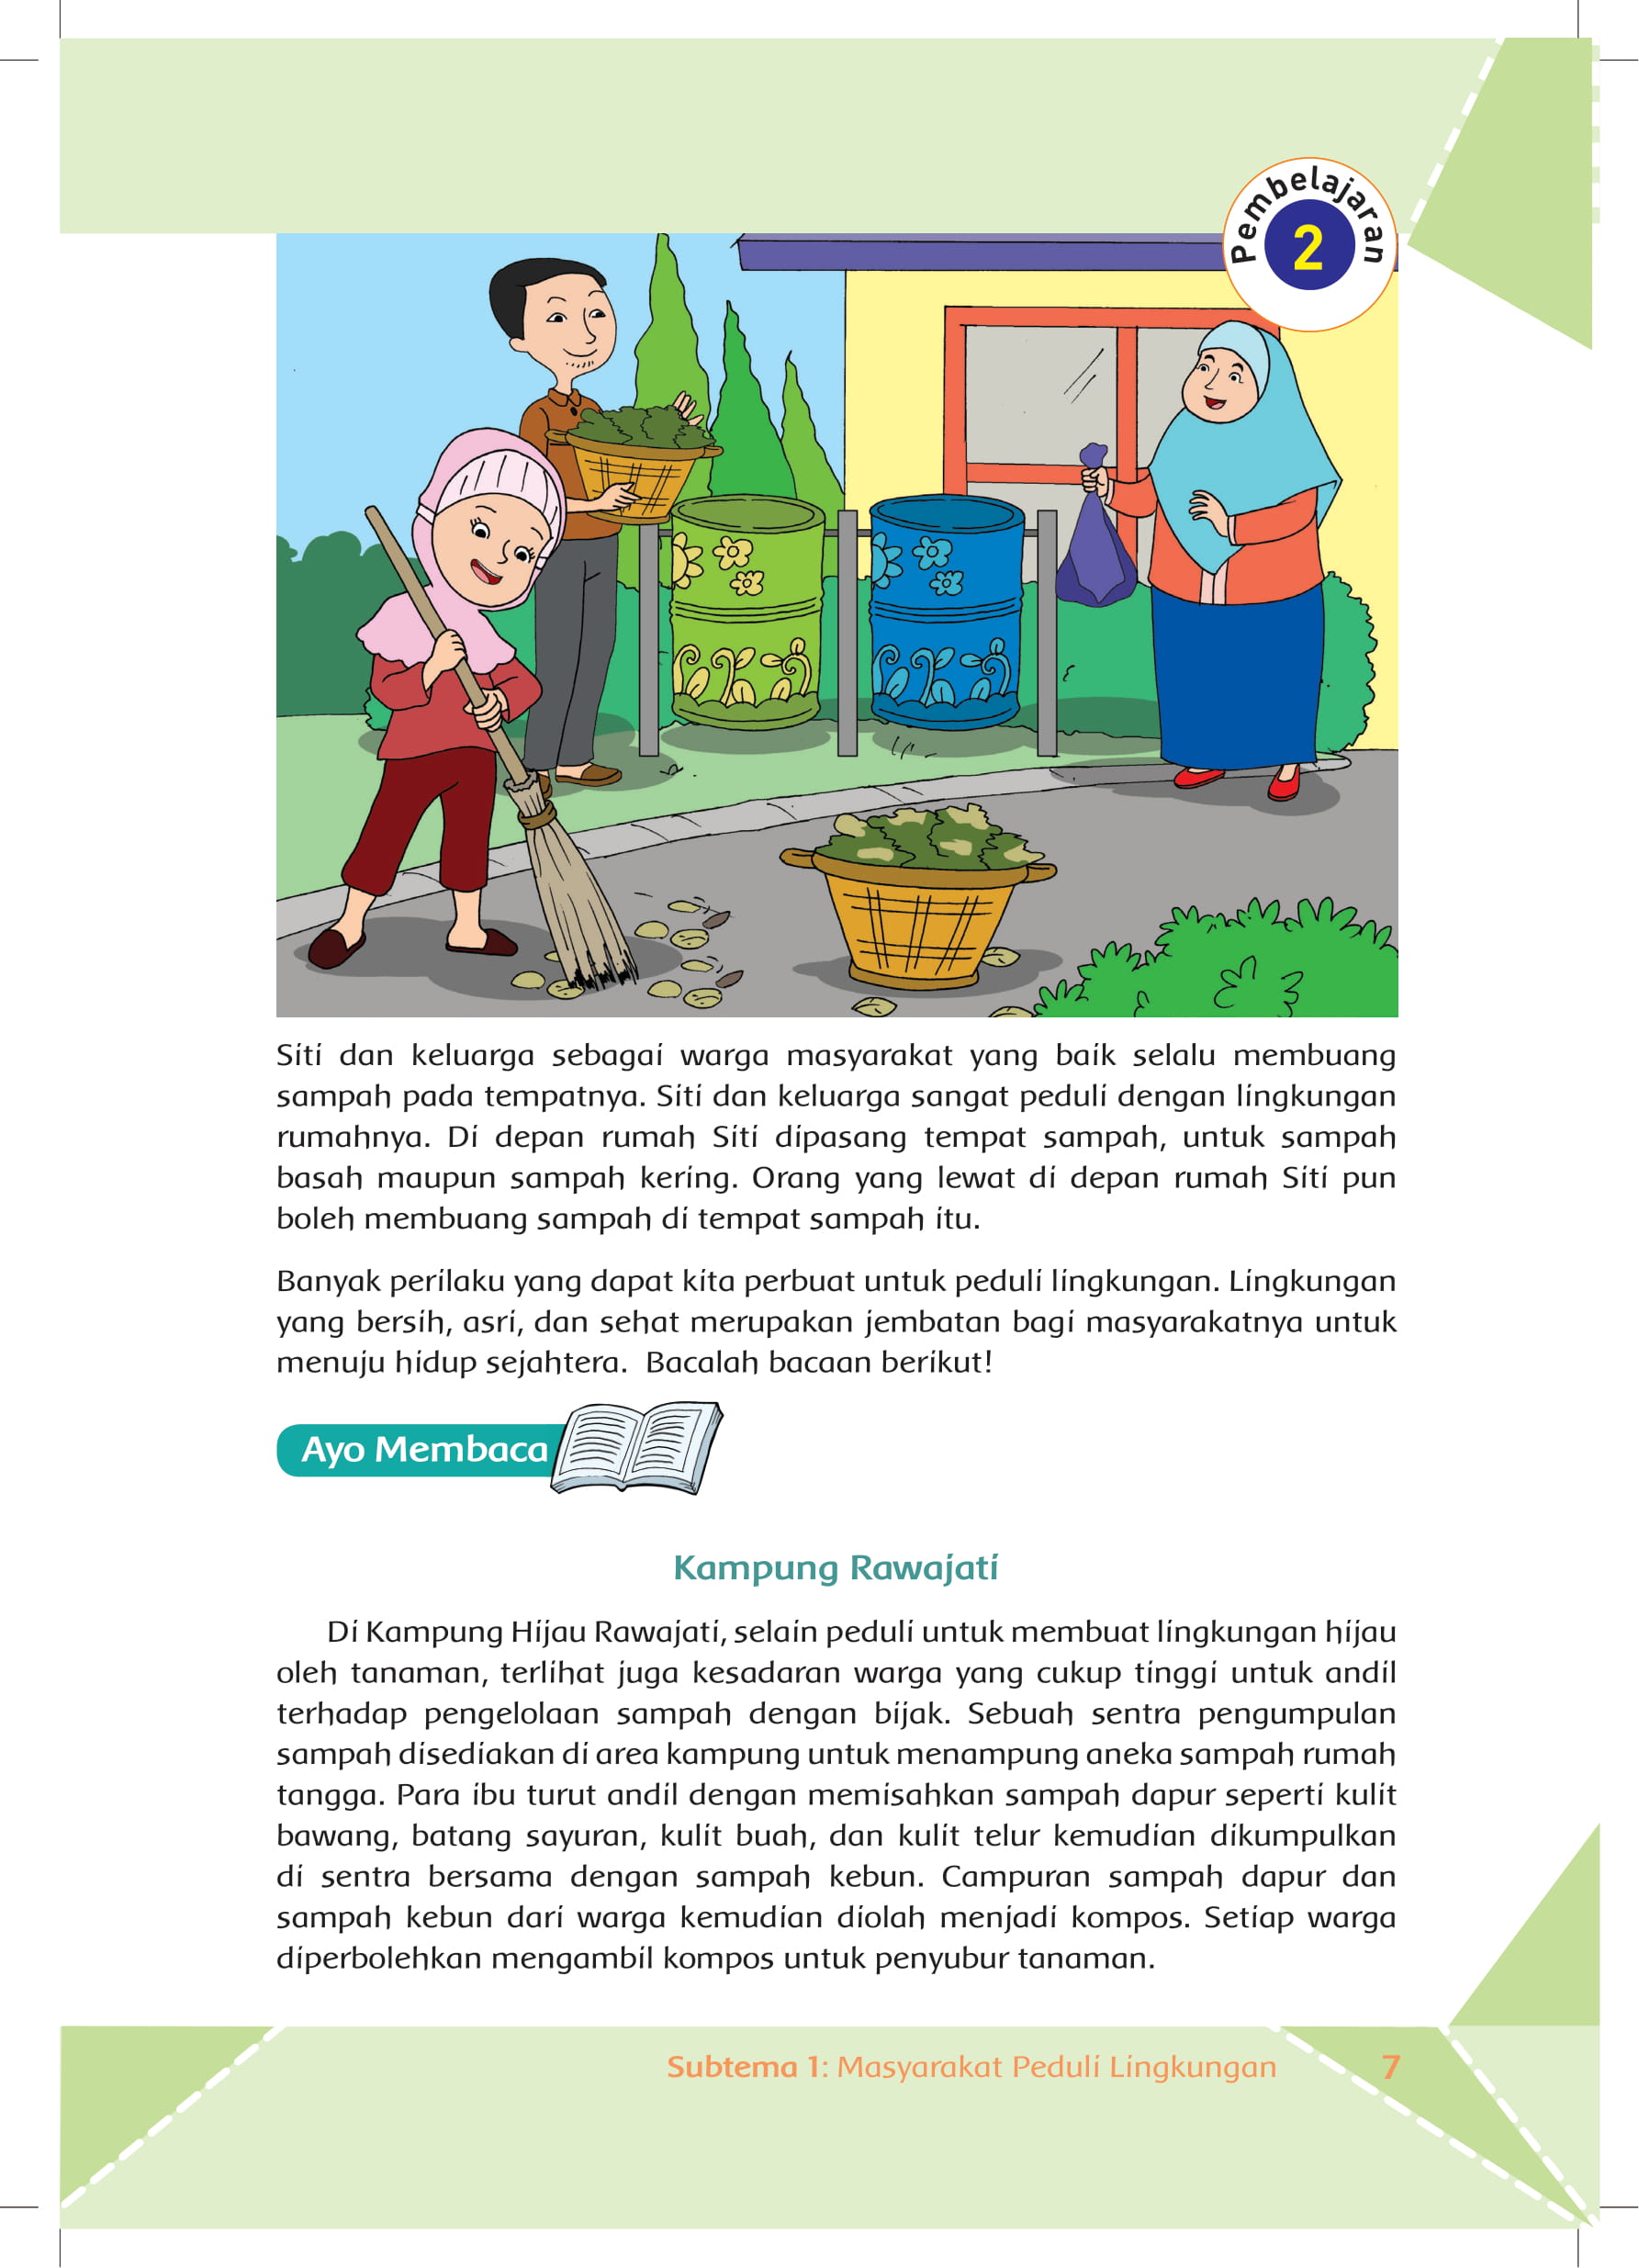 Pembelajaran
2
Siti dan keluarga sebagai warga masyarakat yang baik selalu membuang
sampah pada tempatnya. Siti dan keluarga sangat peduli dengan lingkungan
rumahnya. Di depan rumah Siti dipasang tempat sampah, untuk sampah
basah maupun sampah kering. Orang yang lewat di depan rumah Siti pun
boleh membuang sampah di tempat sampah itu.
Banyak perilaku yang dapat kita perbuat untuk peduli lingkungan. Lingkungan
yang bersih, asri, dan sehat merupakan jembatan bagi masyarakatnya untuk
menuju hidup sejahtera. Bacalah bacaan berikut!
Ayo Membaca
Kampung Rawajati
Di Kampung Hijau Rawajati, selain peduli untuk membuat lingkungan hijau
oleh tanaman, terlihat juga kesadaran warga yang cukup tinggi untuk andil
terhadap pengelolaan sampah dengan bijak. Sebuah sentra pengumpulan
sampah disediakan di area kampung untuk menampung aneka sampah rumah
tangga. Para ibu turut andil dengan memisahkan sampah dapur seperti kulit
bawang, batang sayuran, kulit buah, dan kulit telur kemudian dikumpulkan
di sentra bersama dengan sampah kebun. Campuran sampah dapur dan
sampah kebun dari warga kemudian diolah menjadi kompos. Setiap warga
diperbolehkan mengambil kompos untuk penyubur tanaman.
Subtema 1: Masyarakat Peduli Lingkungan 7